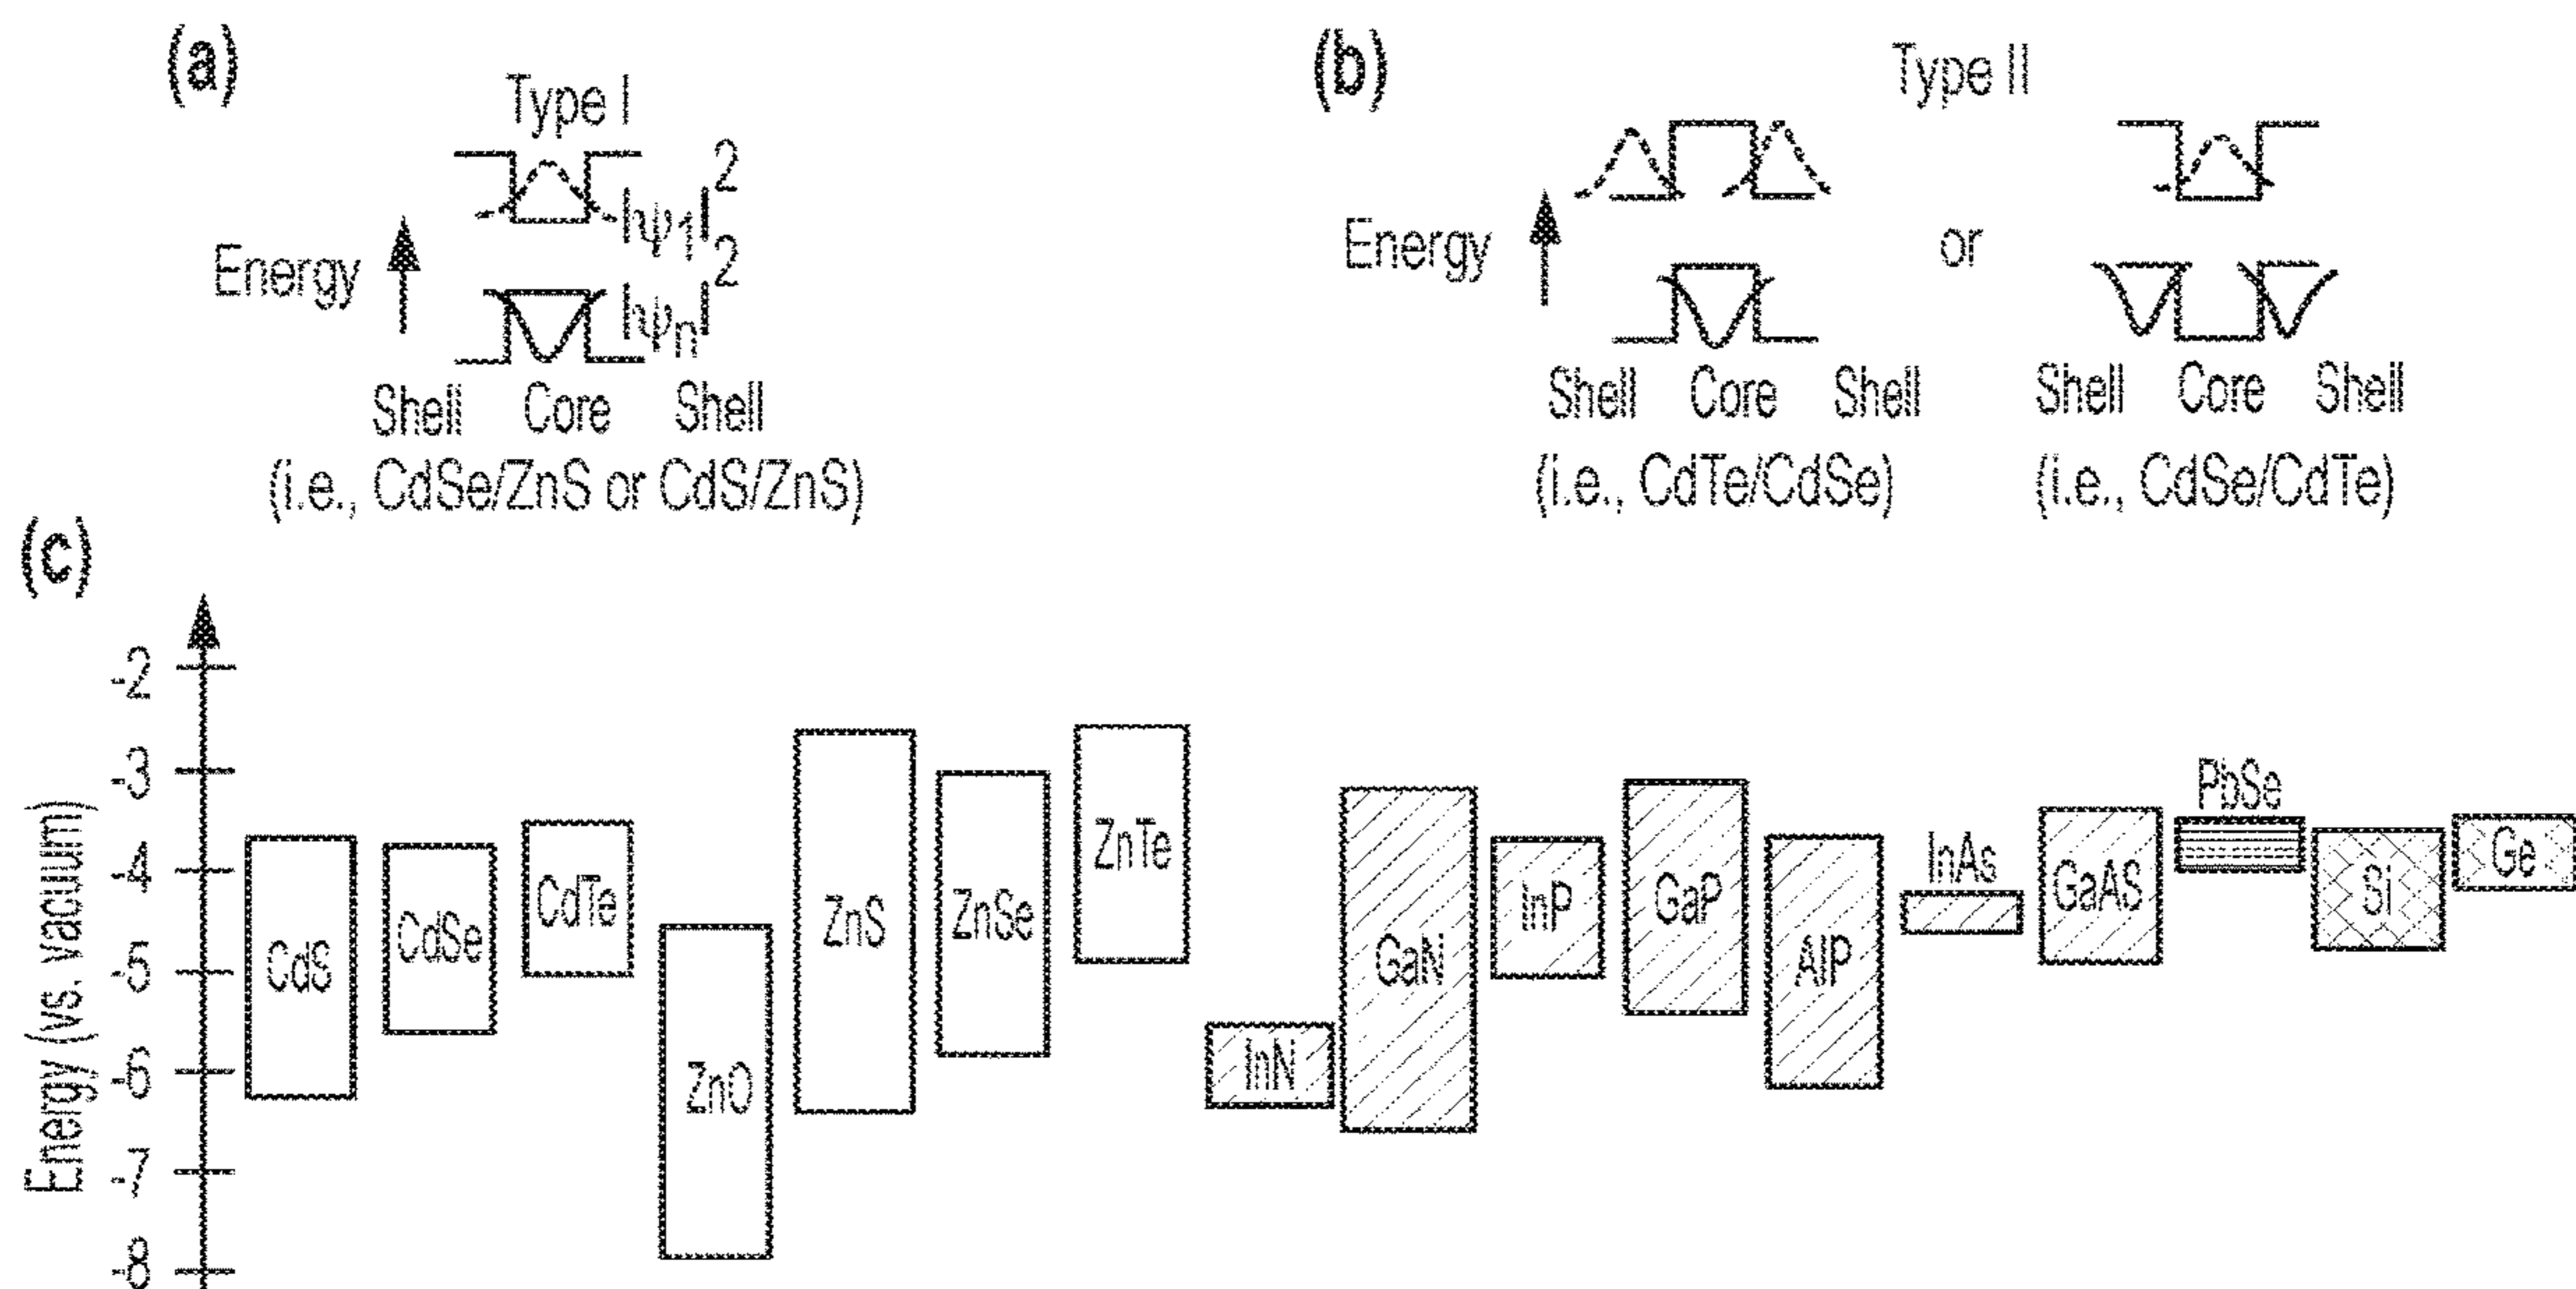 (a)
Type I
|hψ1|2
Energy
|hψn|2
Shell Core Shell
(i.e., CdSe/ZnS or CdS/ZnS)
(b)
Type II
Energy
or
Shell Core Shell
(i.e., CdTe/CdSe)
Shell Core Shell
(i.e., CdSe/CdTe)
(c)
Energy (vs. vacuum)
-2
-3
-4
-5
-6
-7
-8
CdS
CdSe
CdTe
ZnO
ZnS
ZnSe
ZnTe
InN
GaN
InP
GaP
AlP
InAs
GaAS
PbSe
Si
Ge